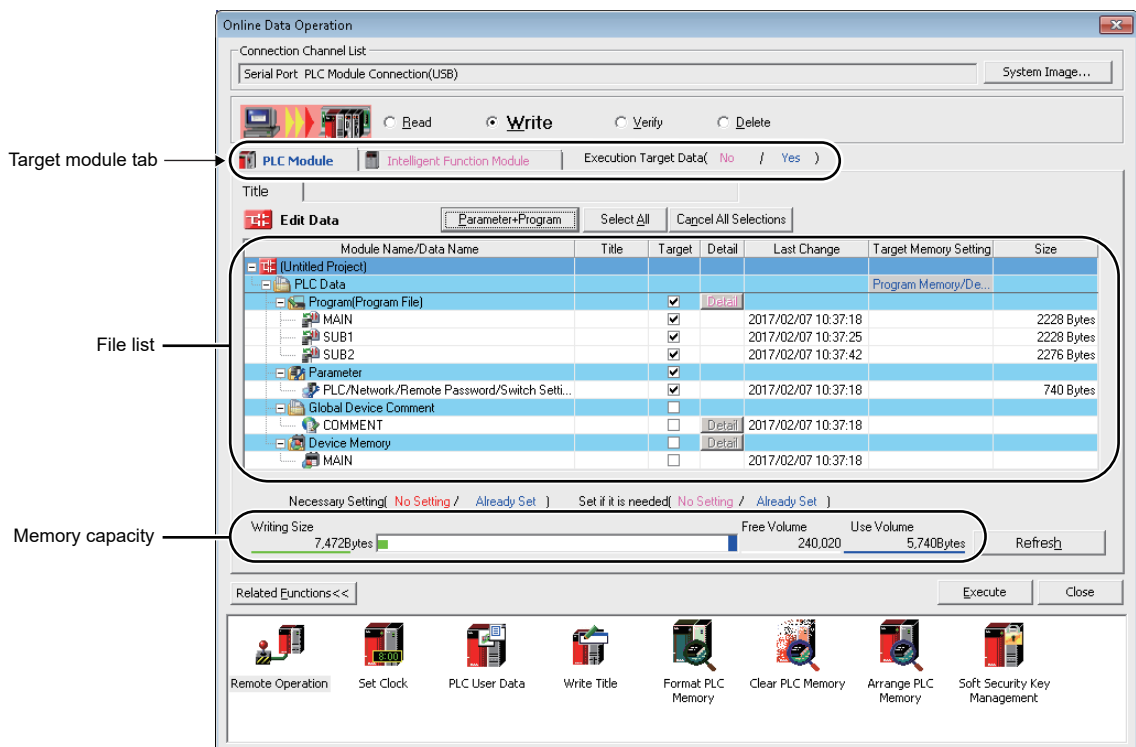 Online Data Operation
Connection Channel List
Serial Port PLC Module Connection(USB)
System Image...
Read Write Verify Delete
Target module tab
PLC Module Intelligent Function Module Execution Target Data( No / Yes )
Title
Edit Data Parameter+Program Select All Cancel All Selections
Module Name/Data Name Title Target Detail Last Change Target Memory Setting Size
(Untitled Project)
PLC Data Program Memory/De...
Program(Program File) Detail
MAIN 2017/02/07 10:37:18 2228 Bytes
SUB1 2017/02/07 10:37:25 2228 Bytes
File list
SUB2 2017/02/07 10:37:42 2276 Bytes
Parameter
PLC/Network/Remote Password/Switch Setti... 2017/02/07 10:37:18 740 Bytes
Global Device Comment
COMMENT Detail 2017/02/07 10:37:18
Device Memory Detail
MAIN 2017/02/07 10:37:18
Necessary Setting( No Setting / Already Set ) Set if it is needed( No Setting / Already Set )
Writing Size Free Volume Use Volume
Memory capacity
7,472Bytes 240,020 5,740Bytes Refresh
Related Functions<< Execute Close
8:00
Remote Operation Set Clock PLC User Data Write Title Format PLC Memory Clear PLC Memory Arrange PLC Memory Soft Security Key Management